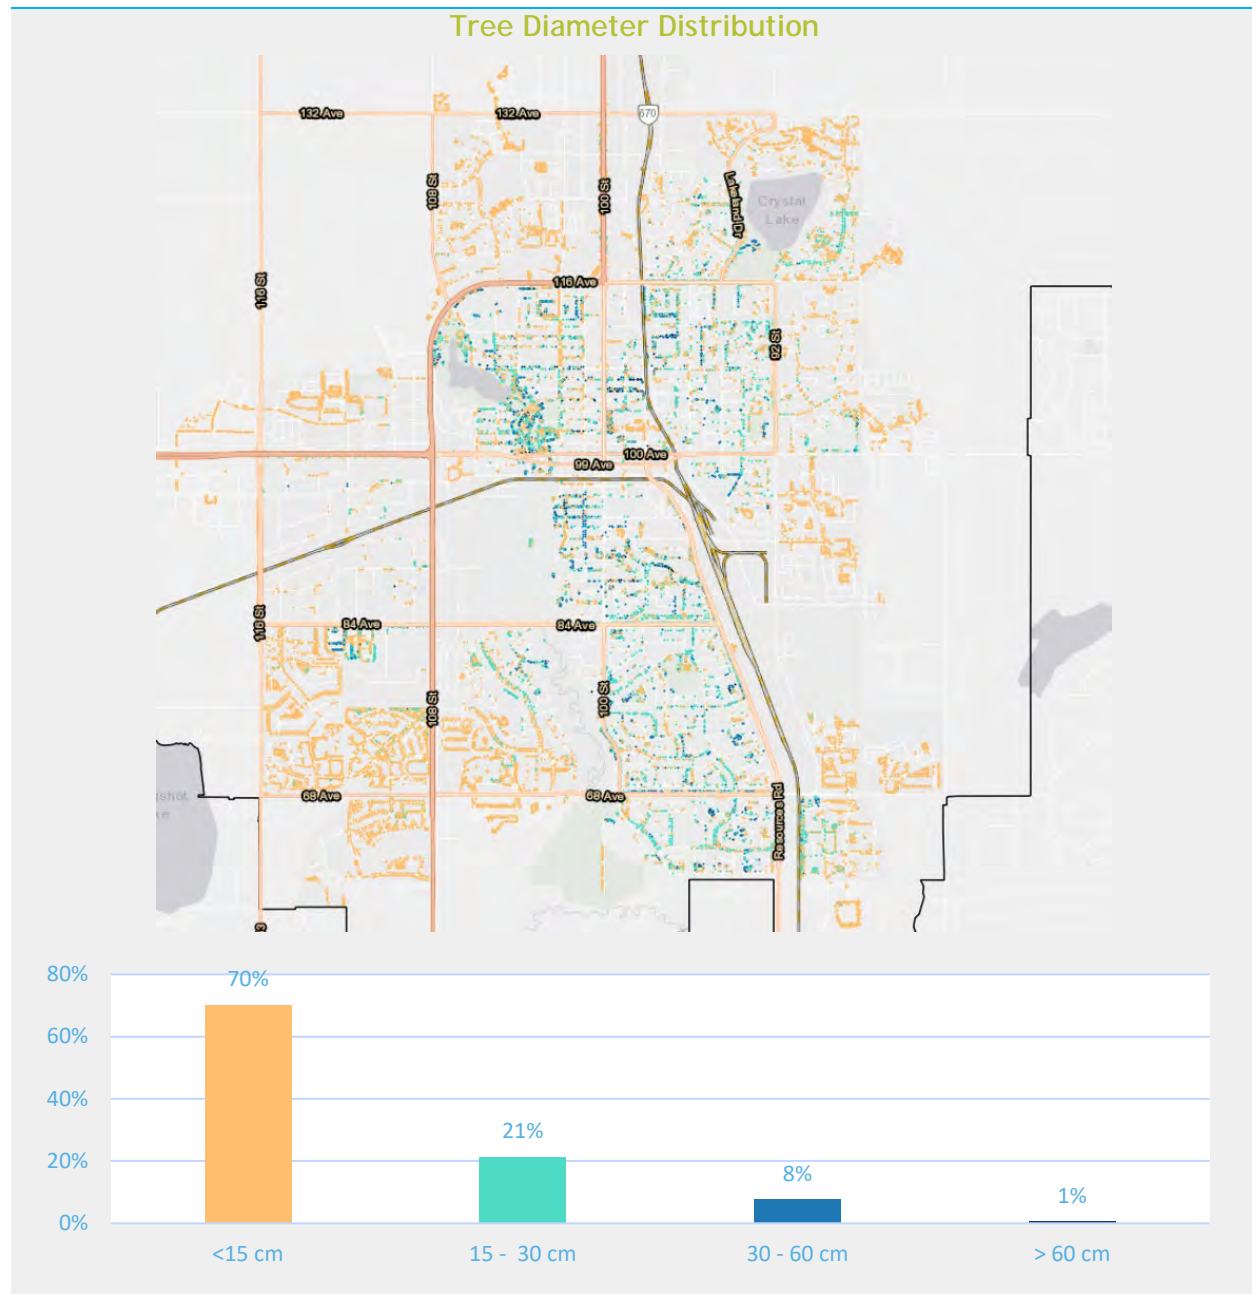 Tree Diameter Distribution
132 Ave
132 Ave
670
108 St
100 St
Lakeland Dr
Crystal
Lake
116 St
116 Ave
92 St
100 Ave
99 Ave
116 St
84 Ave
84 Ave
100 St
108 St
68 Ave
68 Ave
Resources Rd
80%
70%
60%
40%
21%
20%
8%
1%
0%
<15 cm
15 - 30 cm
30 - 60 cm
> 60 cm